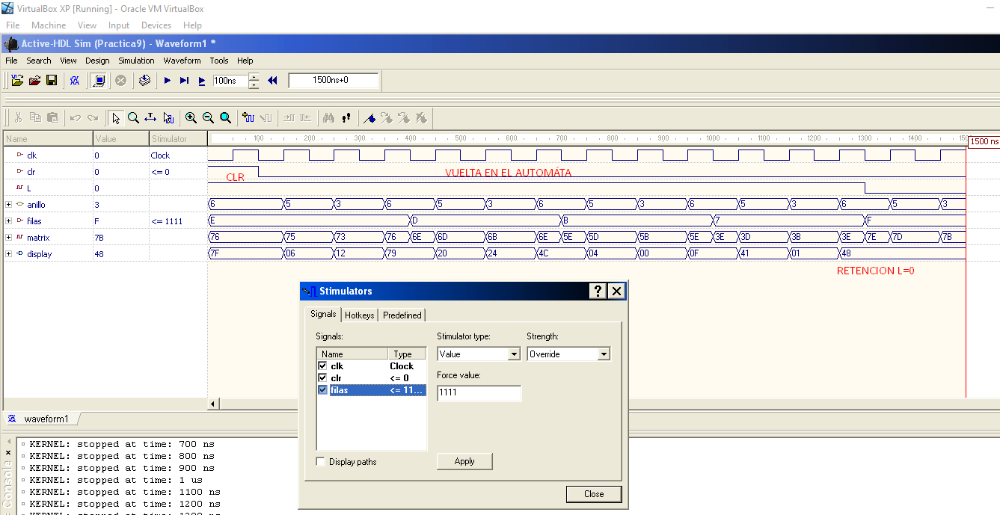 VirtualBox XP [Running] - Oracle VM VirtualBox
File Machine View Input Devices Help
Active-HDL Sim (Practica9) - Waveform1 *
File Search View Design Simulation Waveform Tools Help
100ns 1500ns+0
Name Value Stimulator 100 200 300 400 500 600 700 800 900 1000 1100 1200 1300 1400 150 1500 ns
clk 0 Clock
clr 0 <= 0 CLR VUELTA EN EL AUTOMÁTA
L 0
anillo 3 6 5 3 6 5 3 6 5 3 6 5 3 6 5 3
filas F <= 1111 E D B 7 F
matrix 7B 76 75 73 76 6E 6D 6B 6E 5E 5D 5B 5E 3E 3D 3B 3E 7E 7D 7B
display 48 7F 06 12 79 20 24 4C 04 00 0F 41 01 48
RETENCION L=0
Stimulators
Signals Hotkeys Predefined
Signals: Stimulator type: Strength:
Name Type Value Override
clk Clock
clr <= 0 Force value:
filas <= 11... 1111
Display paths Apply
Close
waveform1
Console
KERNEL: stopped at time: 700 ns
KERNEL: stopped at time: 800 ns
KERNEL: stopped at time: 900 ns
KERNEL: stopped at time: 1 us
KERNEL: stopped at time: 1100 ns
KERNEL: stopped at time: 1200 ns